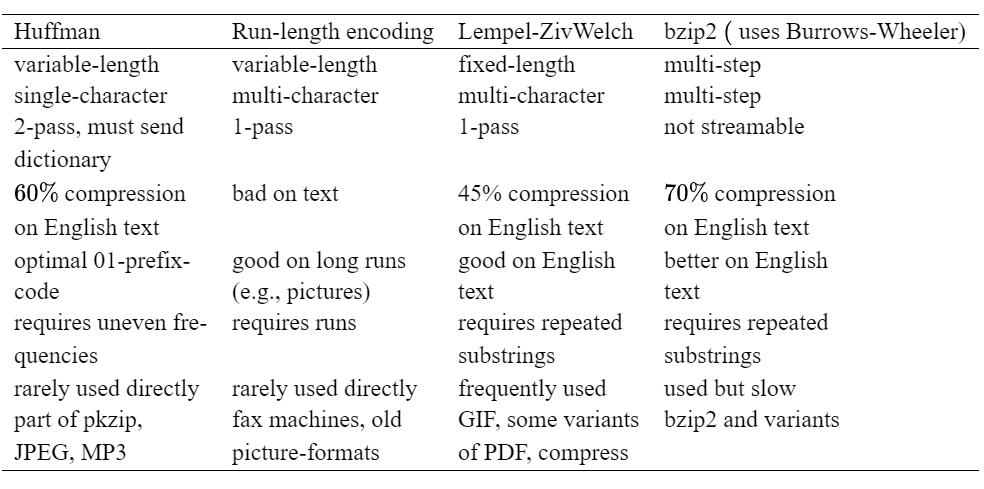 Huffman Run-length encoding Lempel-ZivWelch bzip2 ( uses Burrows-Wheeler)
variable-length variable-length fixed-length multi-step
single-character multi-character multi-character multi-step
2-pass, must send 1-pass 1-pass not streamable
dictionary
60% compression bad on text 45% compression 70% compression
on English text on English text on English text
optimal 01-prefix- good on long runs good on English better on English
code (e.g., pictures) text text
requires uneven fre- requires runs requires repeated requires repeated
quencies substrings substrings
rarely used directly rarely used directly frequently used used but slow
part of pkzip, fax machines, old GIF, some variants bzip2 and variants
JPEG, MP3 picture-formats of PDF, compress